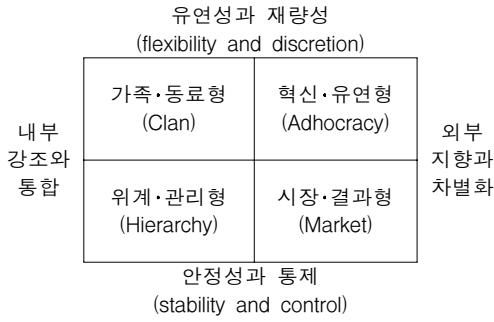 유연성과 재량성
(flexibility and discretion)
가족·동료형
(Clan)
혁신·유연형
(Adhocracy)
내부
강조와
통합
외부
지향과
차별화
위계·관리형
(Hierarchy)
시장·결과형
(Market)
안정성과 통제
(stability and control)